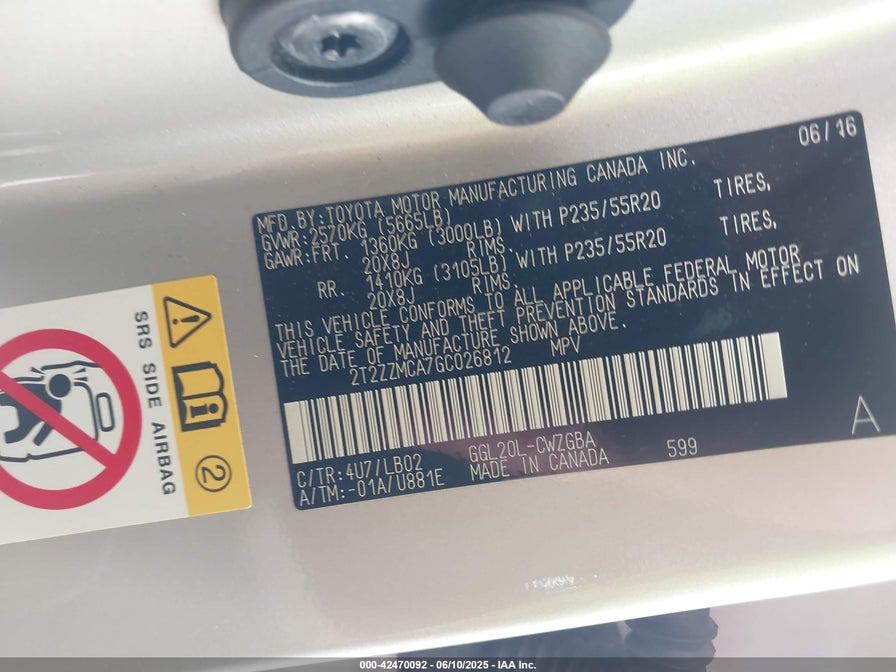 06/16
MFD.BY:TOYOTA MOTOR MANUFACTURING CANADA INC.
GVWR:2570KG (5665LB)
GAWR:FRT. 1360KG (3000LB) WITH P235/55R20 TIRES,
20X8J RIMS.
RR. 1410KG (3105LB) WITH P235/55R20 TIRES,
20X8J RIMS.
THIS VEHICLE CONFORMS TO ALL APPLICABLE FEDERAL MOTOR
VEHICLE SAFETY AND THEFT PREVENTION STANDARDS IN EFFECT ON
THE DATE OF MANUFACTURE SHOWN ABOVE.
2T2ZZMCA7GC026812 MPV
C/TR:4U7/LB02 GGL20L-CWZGBA 599
A/TM:-01A/U881E MADE IN CANADA
A
SRS SIDE AIRBAG
2
000-42470092 - 06/10/2025 - IAA Inc.